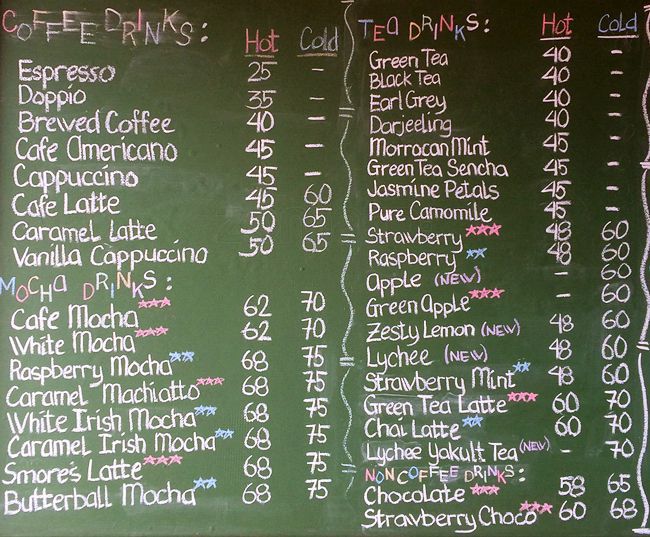 COFFEE DRINKS: Hot Cold
Espresso 25 -
Doppio 35 -
Brewed Coffee 40 -
Cafe Americano 45 -
Cappuccino 45 -
Cafe Latte 45 60
Caramel Latte 50 65
Vanilla Cappuccino 50 65
MOCHA DRINKS:
Cafe Mocha *** 62 70
White Mocha *** 62 70
Raspberry Mocha ** 68 75
Caramel Machiatto *** 68 75
White Irish Mocha ** 68 75
Caramel Irish Mocha ** 68 75
Smores Latte *** 68 75
Butterball Mocha ** 68 75
TEA DRINKS: Hot Cold
Green Tea 40 -
Black Tea 40 -
Earl Grey 40 -
Darjeeling 40 -
Morrocan Mint 45 -
Green Tea Sencha 45 -
Jasmine Petals 45 -
Pure Camomile 45 -
Strawberry *** 48 60
Raspberry ** 48 60
Apple (NEW) - 60
Green Apple *** - 60
Zesty Lemon (NEW) 48 60
Lychee (NEW) 48 60
Strawberry Mint ** 48 60
Green Tea Latte *** 60 70
Chai Latte ** 60 70
Lychee Yakult Tea (NEW) - 70
NON COFFEE DRINKS:
Chocolate *** 58 65
Strawberry Choco *** 60 68